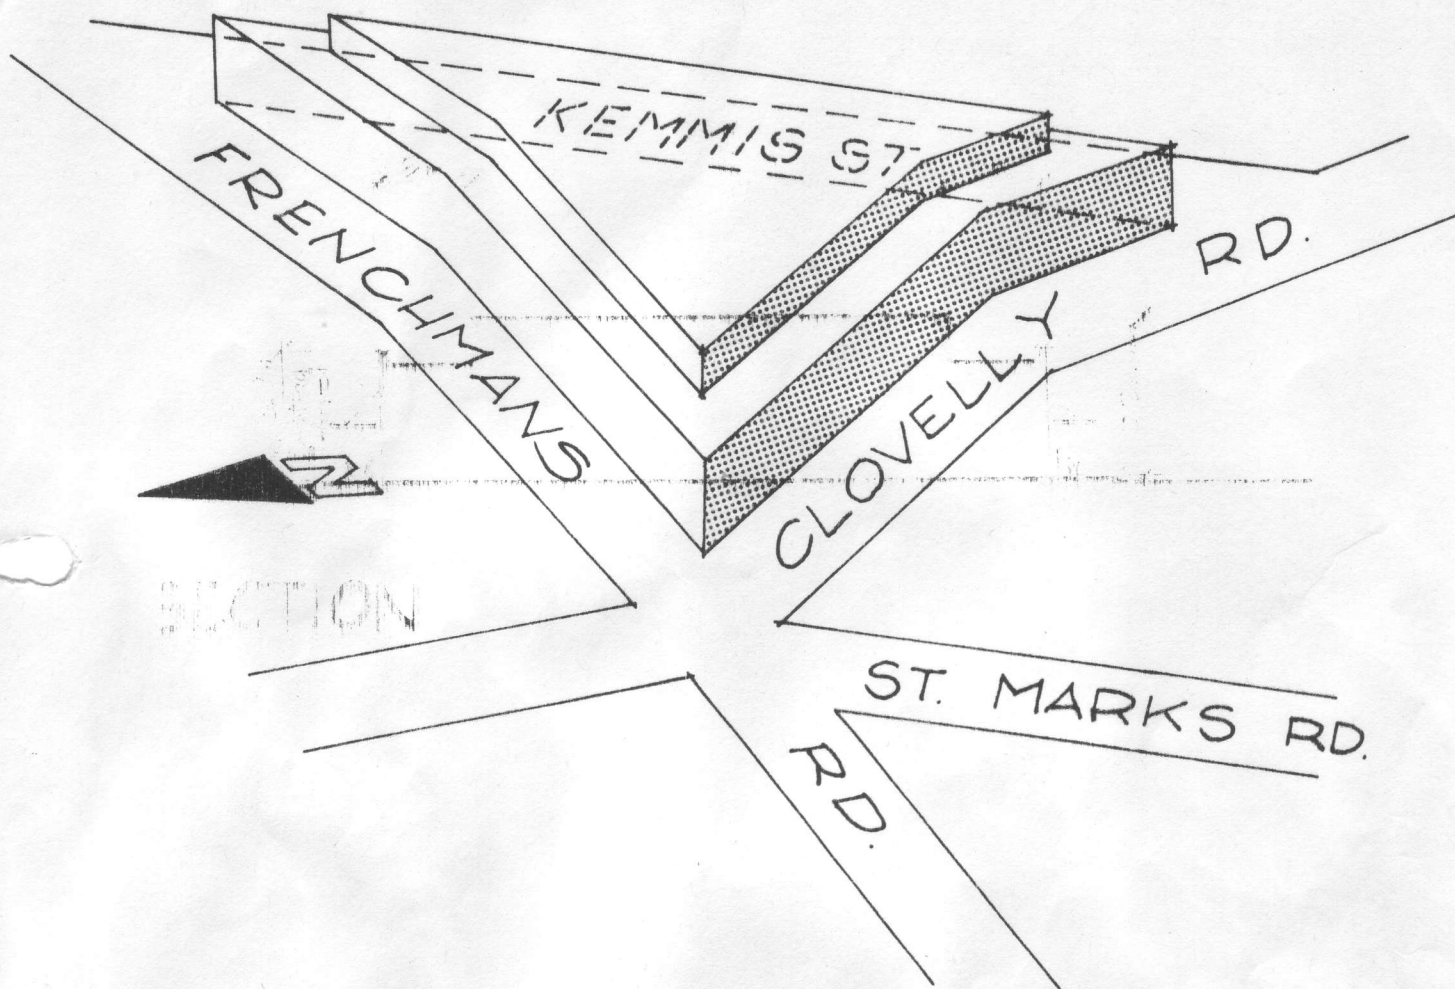 KEMMIS ST.
FRENCHMANS
RD.
CLOVELLY
RD.
N
SECTION
ST. MARKS RD.